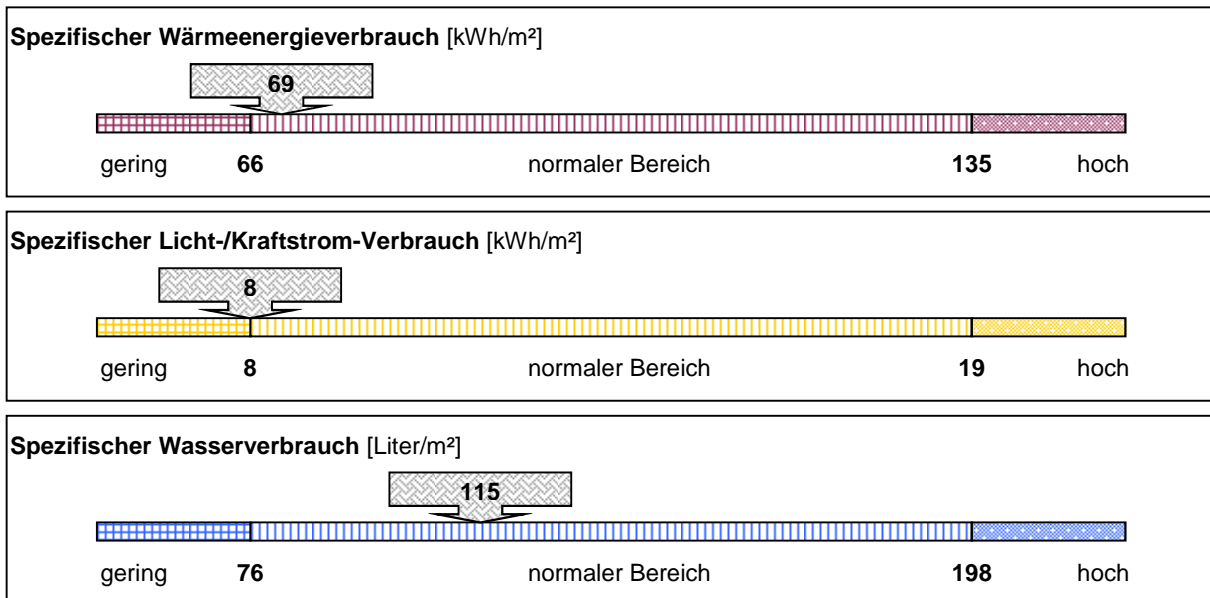 Spezifischer Wärmeenergieverbrauch [kWh/m²]
69
gering 66 normaler Bereich 135 hoch
Spezifischer Licht-/Kraftstrom-Verbrauch [kWh/m²]
8
gering 8 normaler Bereich 19 hoch
Spezifischer Wasserverbrauch [Liter/m²]
115
gering 76 normaler Bereich 198 hoch